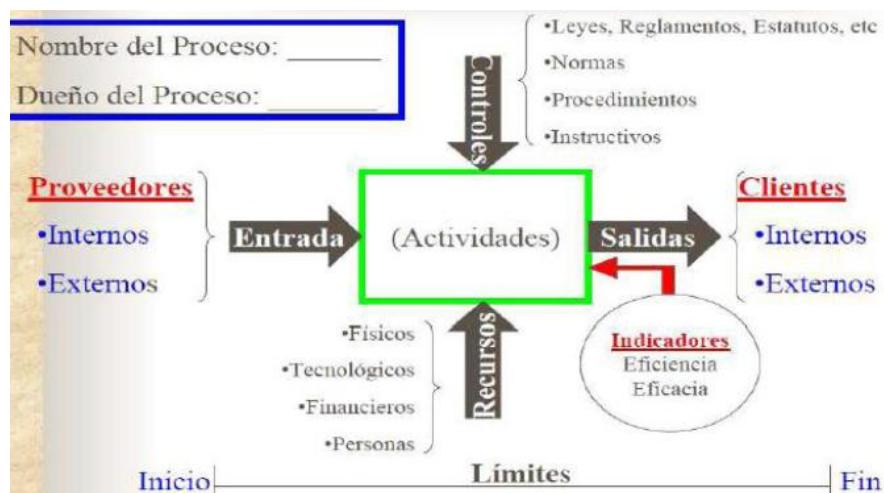 Nombre del Proceso: _______
Dueño del Proceso: ________
Controles
•Leyes, Reglamentos, Estatutos, etc
•Normas
•Procedimientos
•Instructivos
Proveedores
•Internos
•Externos
Entrada
(Actividades)
Salidas
Clientes
•Internos
•Externos
•Físicos
•Tecnológicos
•Financieros
•Personas
Recursos
Indicadores
Eficiencia
Eficacia
Inicio
Límites
Fin